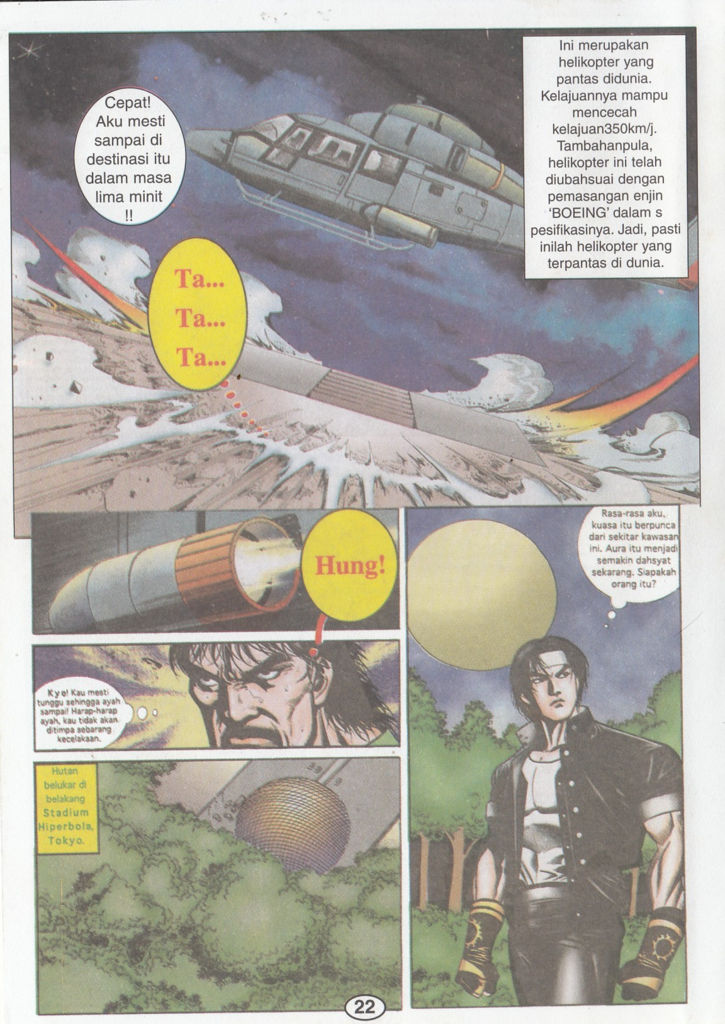 Ini merupakan
helikopter yang
pantas didunia.
Kelajuannya mampu
mencecah
kelajuan350km/j.
Tambahanpula,
helikopter ini telah
diubahsuai dengan
pemasangan enjin
‘BOEING’ dalam s
pesifikasinya. Jadi, pasti
inilah helikopter yang
terpantas di dunia.
Cepat!
Aku mesti
sampai di
destinasi itu
dalam masa
lima minit
!!
Ta...
Ta...
Ta...
Hung!
Kyo! Kau mesti
tunggu sehingga ayah
sampai! Harap-harap
ayah, kau tidak akan
ditimpa sebarang
kecelakaan.
Hutan
belukar di
belakang
Stadium
Hiperbola,
Tokyo.
Rasa-rasa aku,
kuasa itu berpunca
dari sekitar kawasan
ini. Aura itu menjadi
semakin dahsyat
sekarang. Siapakah
orang itu?
22